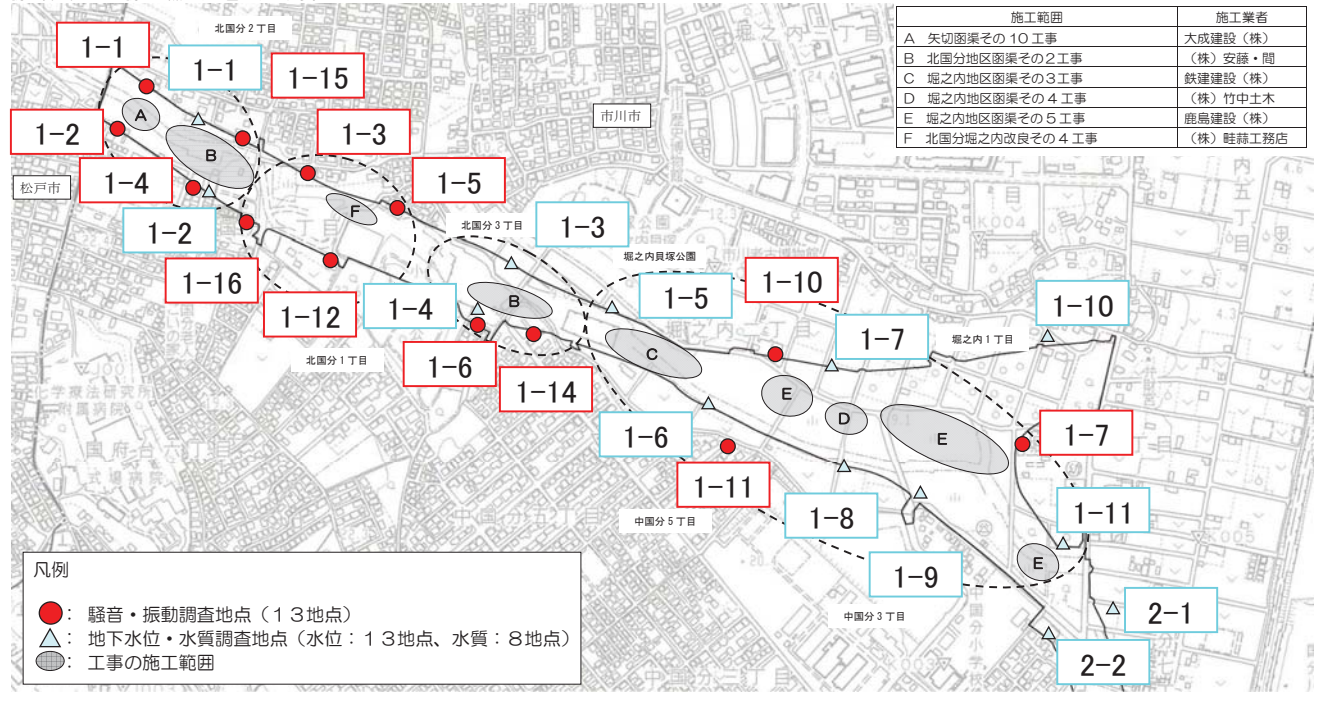 北国分２丁目
施工範囲 施工業者
A 矢切函渠その10工事 大成建設（株）
B 北国分地区函渠その２工事 （株）安藤・間
C 堀之内地区函渠その３工事 鉄建建設（株）
D 堀之内地区函渠その４工事 （株）竹中土木
E 堀之内地区函渠その５工事 鹿島建設（株）
F 北国分堀之内改良その４工事 （株）畦蒜工務店
1-1
1-1
1-15
市川市
A
1-2
1-3
B
松戸市
1-4
1-5
F
1-2
北国分３丁目
1-3
堀之内貝塚公園
1-16
1-10
1-5
1-10
1-12
1-4
B
堀之内二丁目
1-7
堀之内１丁目
北国分１丁目
1-6
C
1-14
E
D
E
1-6
1-7
1-11
中国分５丁目
1-8
1-11
1-9
E
中国分３丁目
2-1
2-2
中国分三丁目
凡例
： 騒音・振動調査地点（１３地点）
： 地下水位・水質調査地点（水位：１３地点、水質：８地点）
： 工事の施工範囲